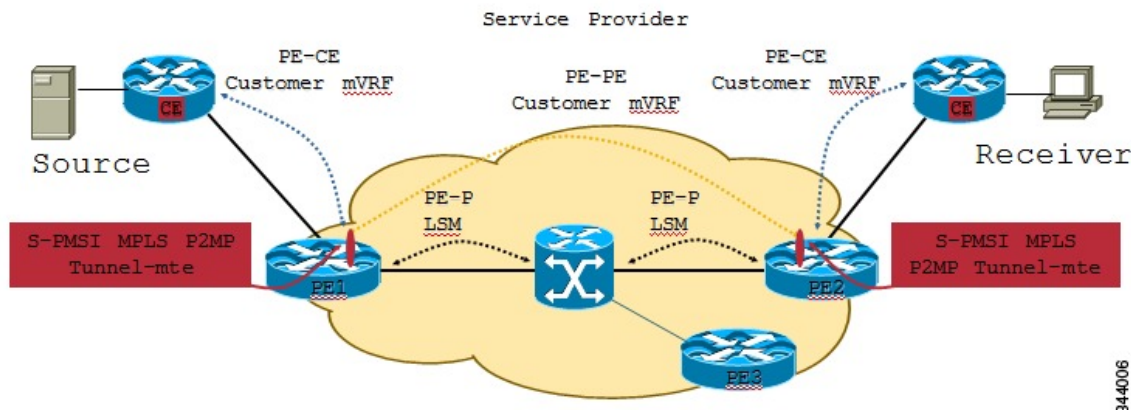 Service Provider
PE-CE
Customer mVRF
PE-PE
Customer mVRF
PE-CE
Customer mVRF
CE
CE
Source
Receiver
PE-P
LSM
PE-P
LSM
S-PMSI MPLS P2MP
Tunnel-mte
S-PMSI MPLS
P2MP Tunnel-mte
PE1
PE2
PE3
344006